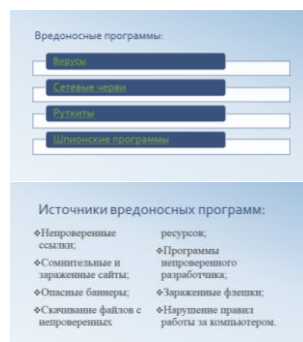 Вредоносные программы:
Вирусы
Сетевые черви
Руткиты
Шпионские программы
Источники вредоносных программ:
❖Непроверенные
ссылки;
❖Сомнительные и
зараженные сайты;
❖Опасные баннеры;
❖Скачивание файлов с
непроверенных
ресурсов;
❖Программы
непроверенного
разработчика;
❖Зараженные флешки;
❖Нарушение правил
работы за компьютером.